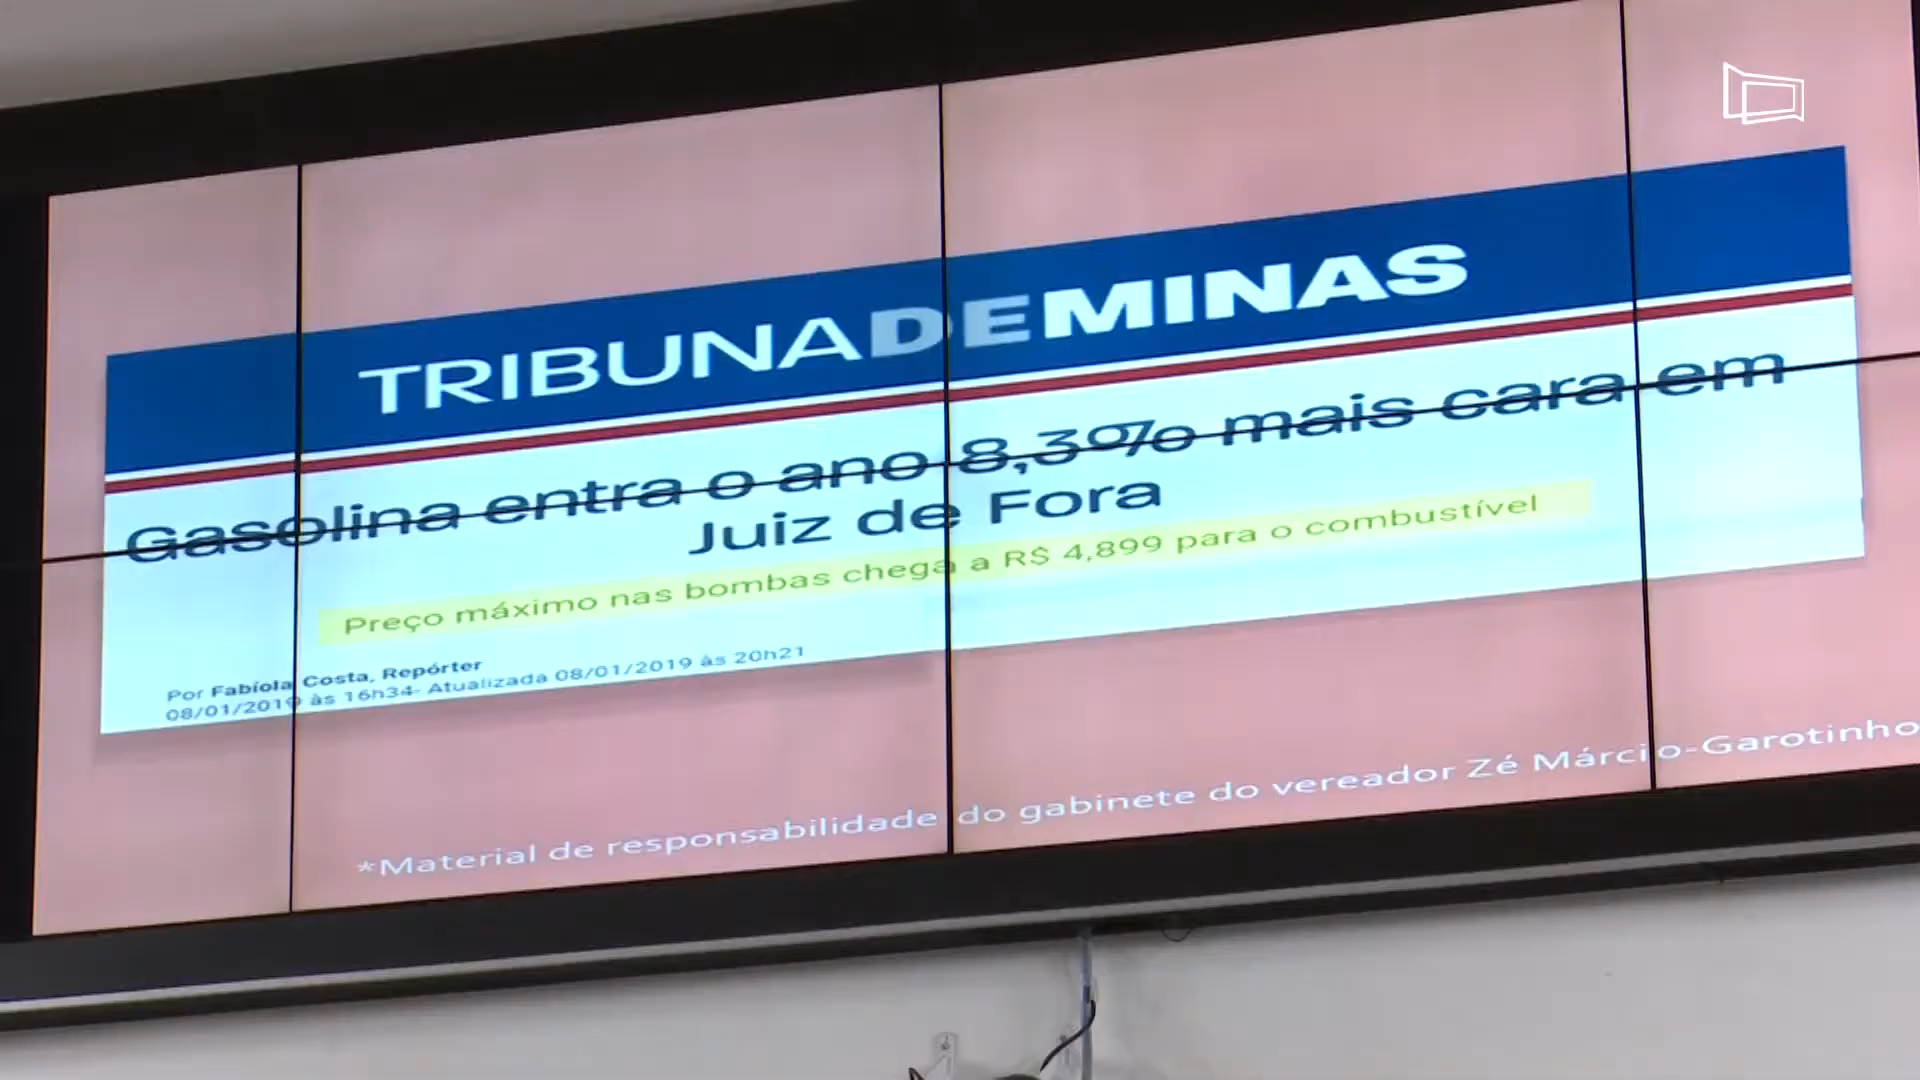 TRIBUNADEMINAS
Gasolina entra o ano 8,3% mais cara em
Juiz de Fora
Preço máximo nas bombas chega a R$ 4,899 para o combustível
Por Fabíola Costa, Repórter
08/01/2019 às 16h34- Atualizada 08/01/2019 às 20h21
*Material de responsabilidade do gabinete do vereador Zé Márcio-Garotinho